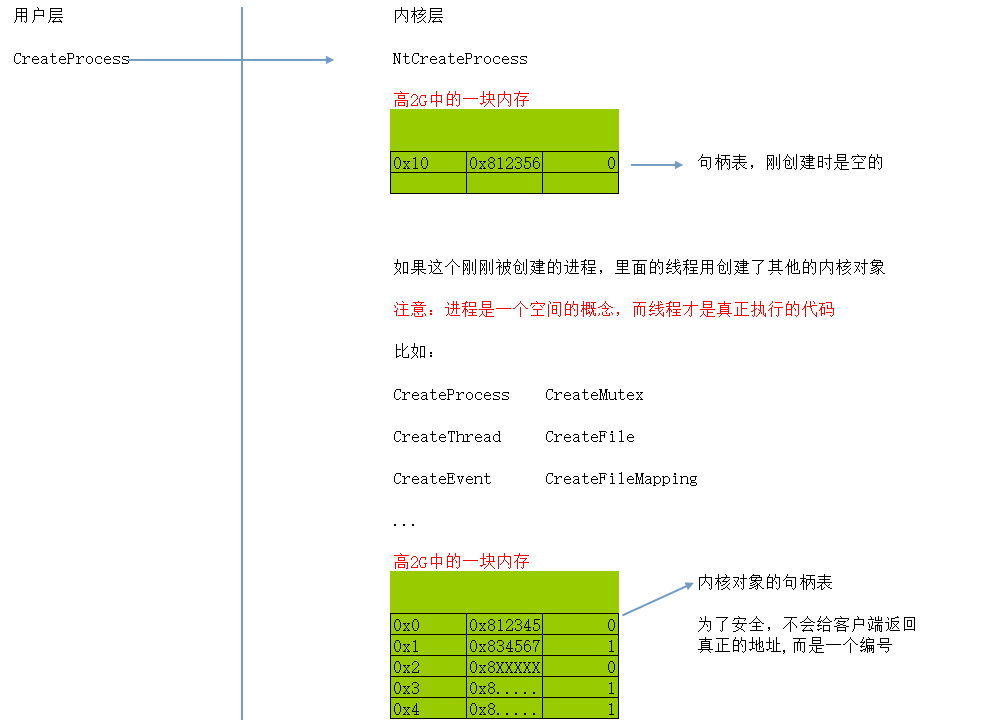 用户层
内核层
CreateProcess
NtCreateProcess
高2G中的一块内存
0x10 0x812356 0
句柄表，刚创建时是空的
如果这个刚刚被创建的进程，里面的线程用创建了其他的内核对象
注意：进程是一个空间的概念，而线程才是真正执行的代码
比如：
CreateProcess CreateMutex
CreateThread CreateFile
CreateEvent CreateFileMapping
...
高2G中的一块内存
内核对象的句柄表
为了安全，不会给客户端返回
真正的地址,而是一个编号
0x0 0x812345 0
0x1 0x834567 1
0x2 0x8XXXXX 0
0x3 0x8..... 1
0x4 0x8..... 1